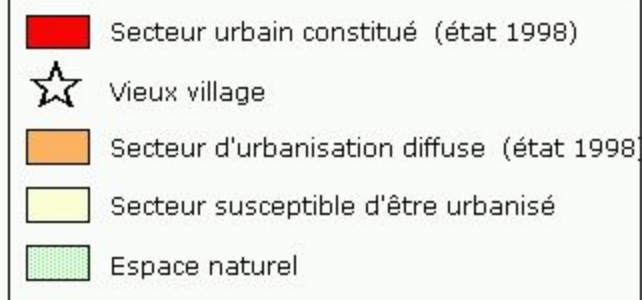 Secteur urbain constitué (état 1998)
Vieux village
Secteur d'urbanisation diffuse (état 1998)
Secteur susceptible d'être urbanisé
Espace naturel